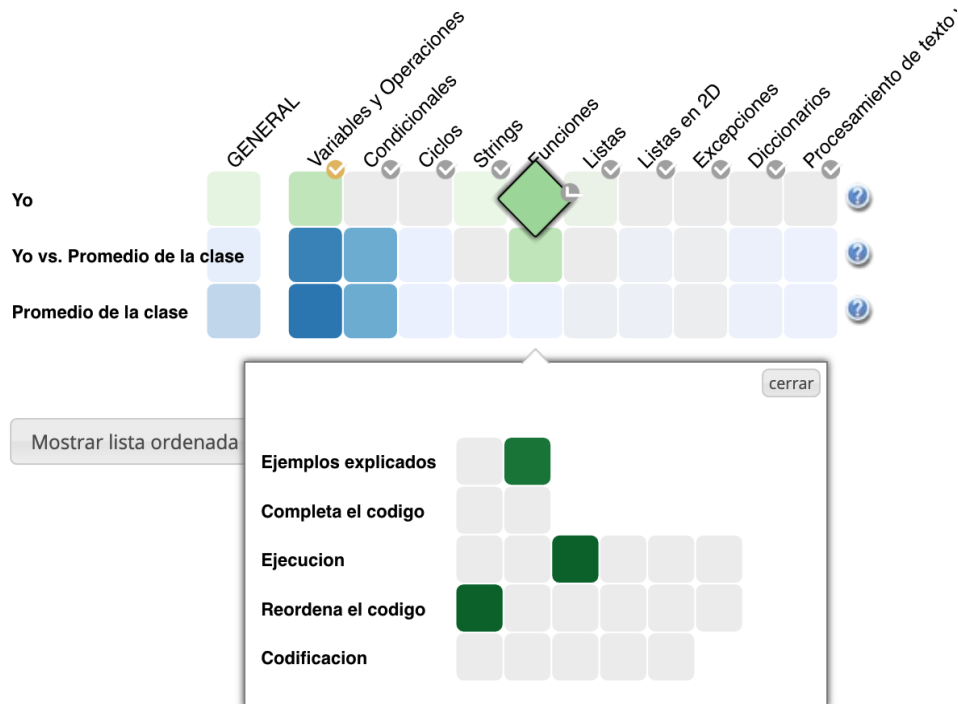 GENERAL
Variables y Operaciones
Condicionales
Ciclos
Strings
Funciones
Listas
Listas en 2D
Excepciones
Diccionarios
Procesamiento de texto
Yo
?
Yo vs. Promedio de la clase
?
Promedio de la clase
?
cerrar
Mostrar lista ordenada
Ejemplos explicados
Completa el codigo
Ejecucion
Reordena el codigo
Codificacion